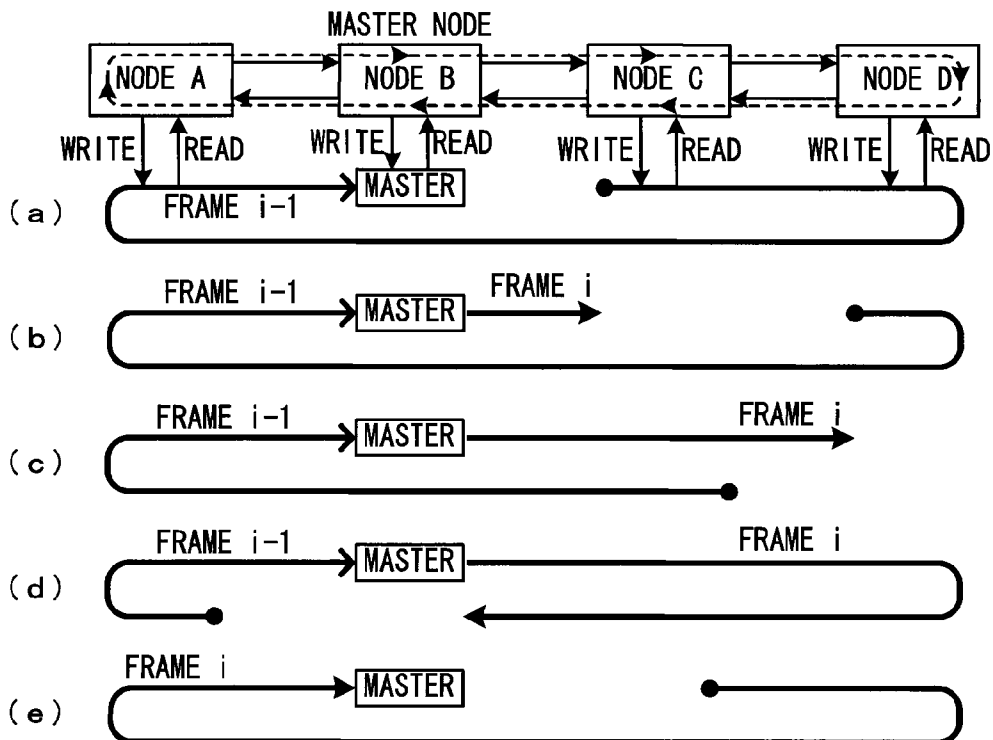 MASTER NODE
NODE A NODE B NODE C NODE D
WRITE READ WRITE READ WRITE READ WRITE READ
MASTER
(a) FRAME i-1
FRAME i-1 MASTER FRAME i
(b)
FRAME i-1 MASTER FRAME i
(c)
FRAME i-1 MASTER FRAME i
(d)
FRAME i MASTER
(e)